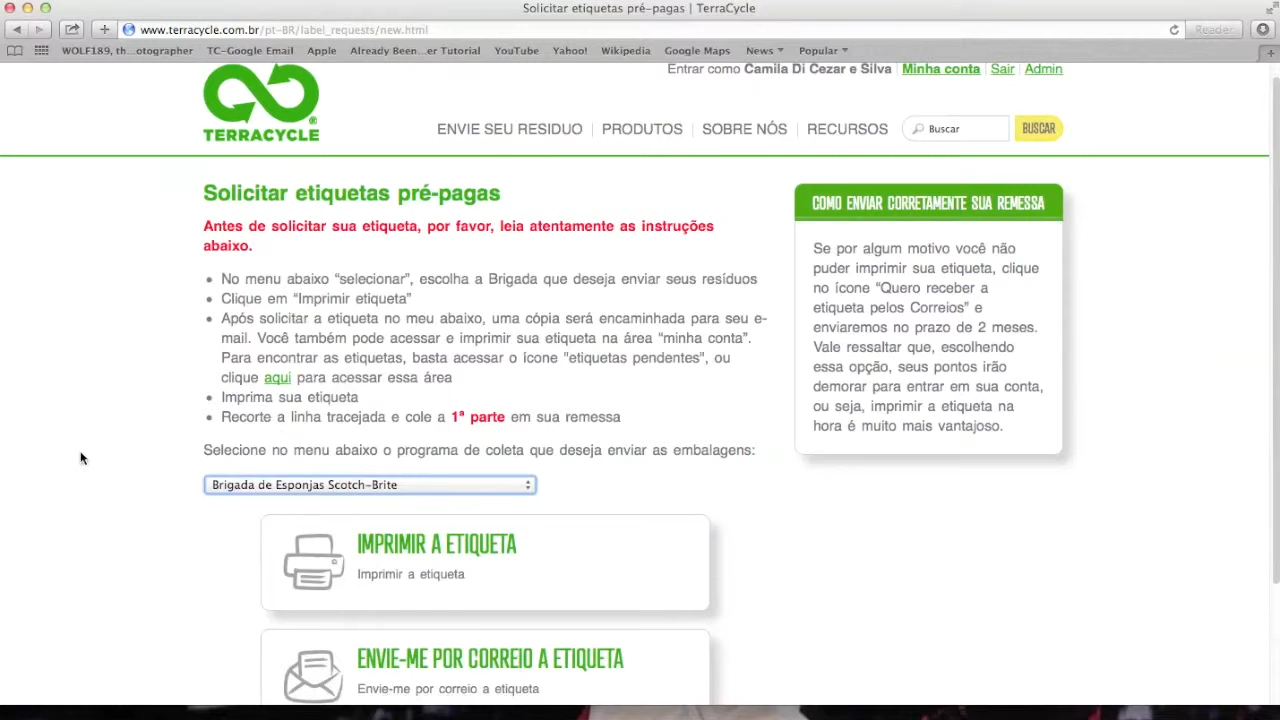 Solicitar etiquetas pré-pagas | TerraCycle
www.terracycle.com.br/pt-BR/label_requests/new.html
Reader
WOLF189, th...otographer TC-Google Email Apple Already Been...er Tutorial YouTube Yahoo! Wikipedia Google Maps News Popular
Entrar como Camila Di Cezar e Silva Minha conta Sair Admin
TERRACYCLE
ENVIE SEU RESIDUO PRODUTOS SOBRE NÓS RECURSOS Buscar BUSCAR
Solicitar etiquetas pré-pagas
Antes de solicitar sua etiqueta, por favor, leia atentamente as instruções
abaixo.
• No menu abaixo “selecionar”, escolha a Brigada que deseja enviar seus resíduos
• Clique em “Imprimir etiqueta”
• Após solicitar a etiqueta no meu abaixo, uma cópia será encaminhada para seu e-
mail. Você também pode acessar e imprimir sua etiqueta na área “minha conta”.
Para encontrar as etiquetas, basta acessar o ícone "etiquetas pendentes", ou
clique aqui para acessar essa área
• Imprima sua etiqueta
• Recorte a linha tracejada e cole a 1ª parte em sua remessa
Selecione no menu abaixo o programa de coleta que deseja enviar as embalagens:
Brigada de Esponjas Scotch-Brite
IMPRIMIR A ETIQUETA
Imprimir a etiqueta
ENVIE-ME POR CORREIO A ETIQUETA
Envie-me por correio a etiqueta
COMO ENVIAR CORRETAMENTE SUA REMESSA
Se por algum motivo você não
puder imprimir sua etiqueta, clique
no ícone “Quero receber a
etiqueta pelos Correios” e
enviaremos no prazo de 2 meses.
Vale ressaltar que, escolhendo
essa opção, seus pontos irão
demorar para entrar em sua conta,
ou seja, imprimir a etiqueta na
hora é muito mais vantajoso.